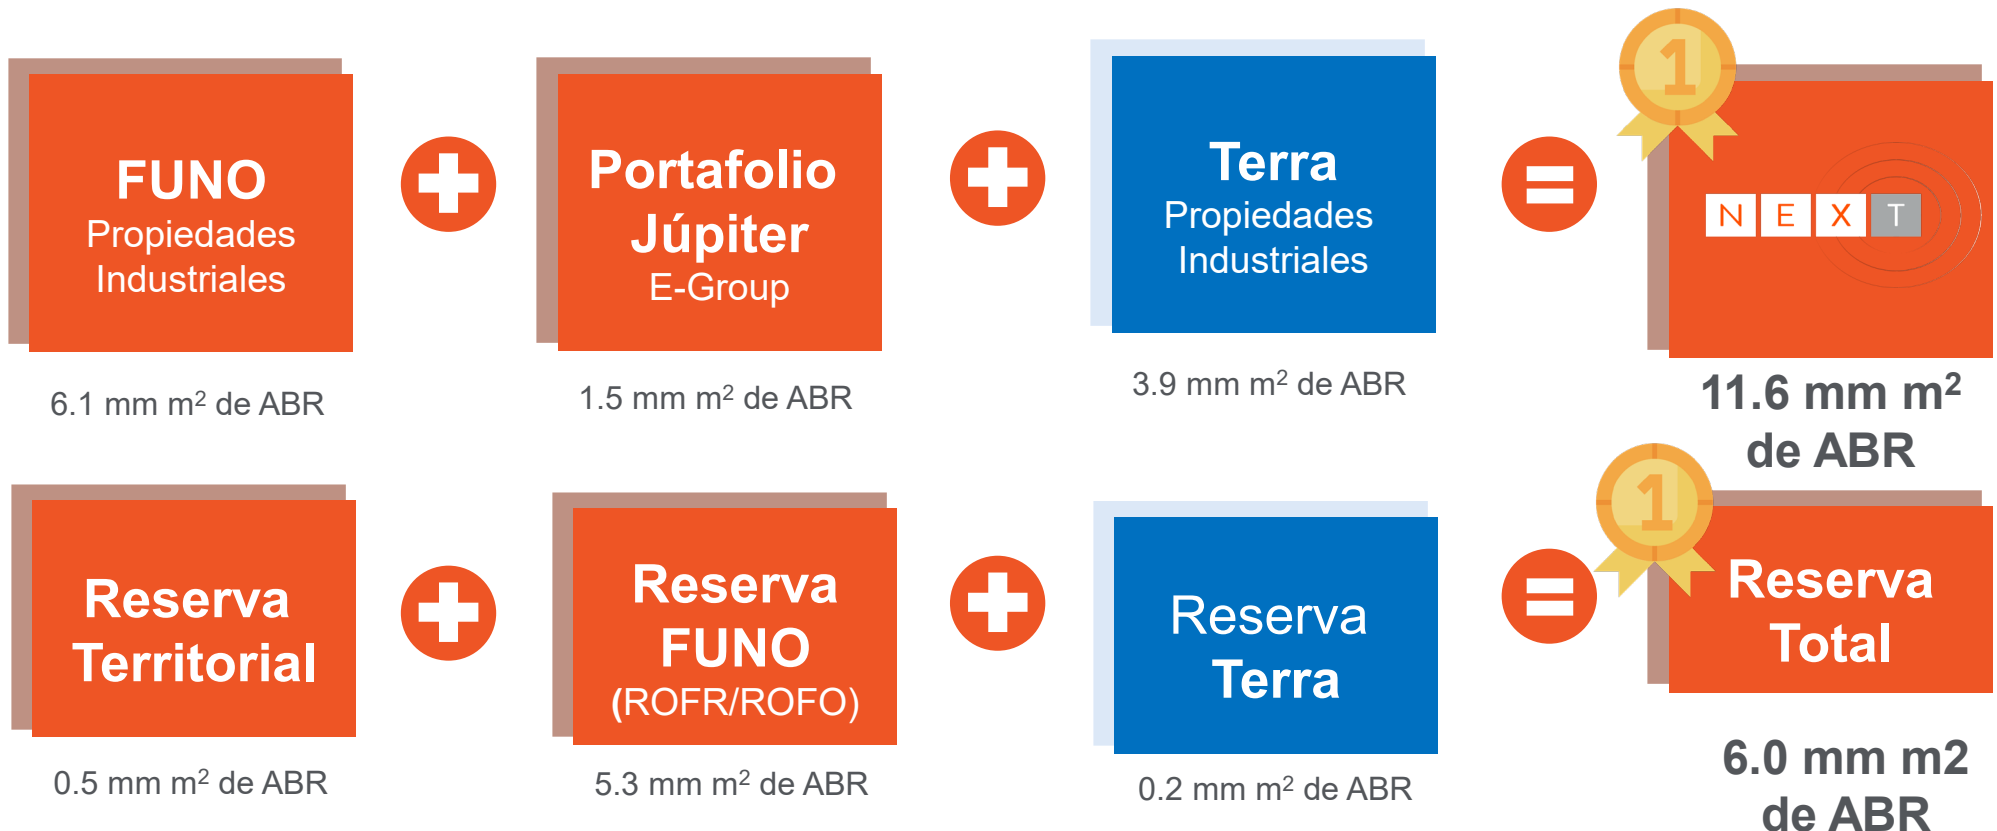 FUNO
Propiedades
Industriales
6.1 mm m² de ABR
Portafolio
Júpiter
E-Group
1.5 mm m² de ABR
Terra
Propiedades
Industriales
3.9 mm m² de ABR
1
NEXT
11.6 mm m²
de ABR
Reserva
Territorial
0.5 mm m² de ABR
Reserva
FUNO
(ROFR/ROFO)
5.3 mm m² de ABR
Reserva
Terra
0.2 mm m² de ABR
1
Reserva
Total
6.0 mm m2
de ABR